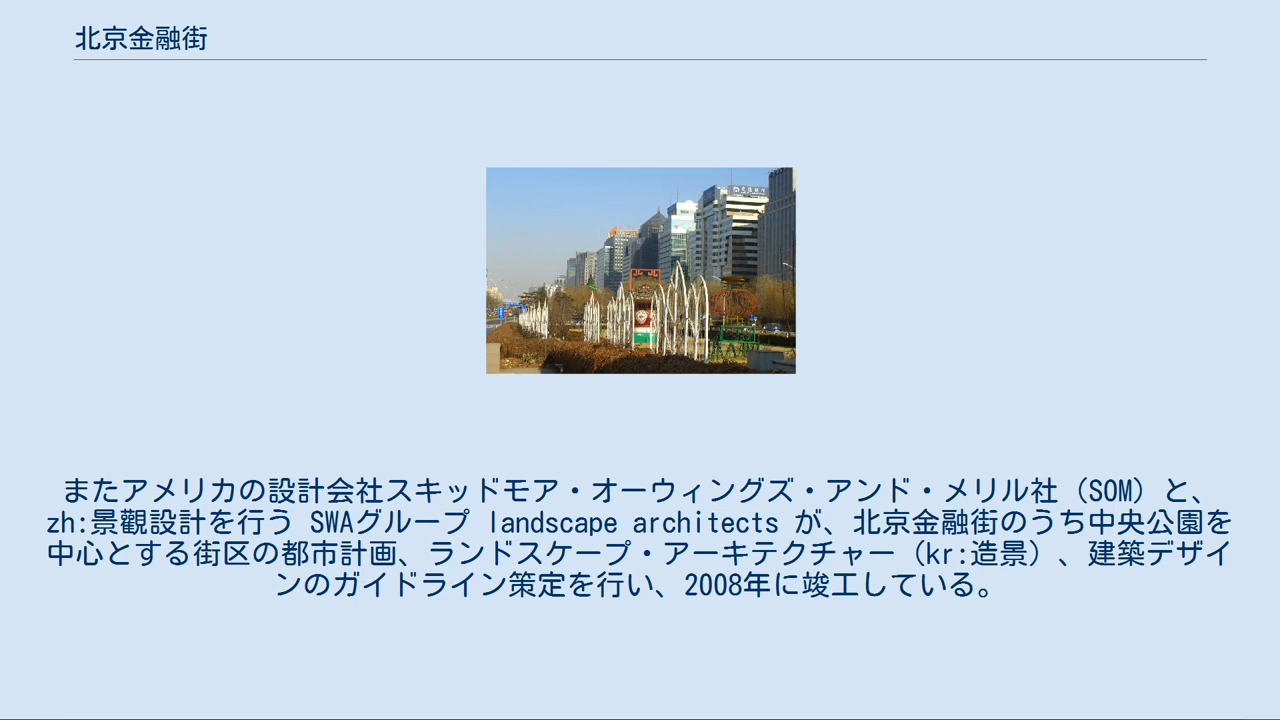 北京金融街
またアメリカの設計会社スキッドモア・オーウィングズ・アンド・メリル社（SOM）と、
zh:景觀設計を行う SWAグループ landscape architects が、北京金融街のうち中央公園を
中心とする街区の都市計画、ランドスケープ・アーキテクチャー（kr:造景）、建築デザイ
ンのガイドライン策定を行い、2008年に竣工している。